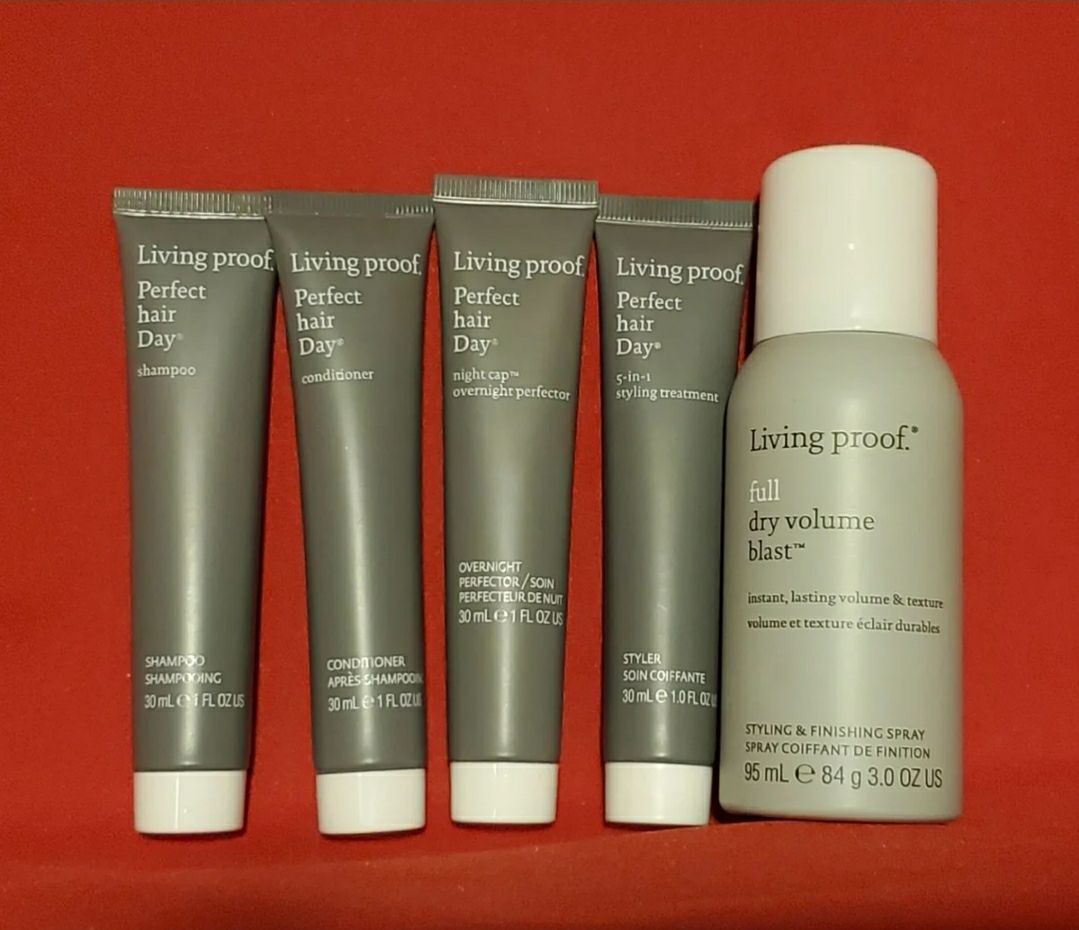 Living proof.
Perfect
hair
Day®
shampoo
SHAMPOO
SHAMPOOING
30 mL e 1 FL OZ US
Living proof.
Perfect
hair
Day®
conditioner
CONDITIONER
APRÈS-SHAMPOOING
30 mL e 1 FL OZ US
Living proof.
Perfect
hair
Day®
night cap™
overnight perfector
OVERNIGHT
PERFECTOR/SOIN
PERFECTEUR DE NUIT
30 mL e 1 FL OZ US
Living proof.
Perfect
hair
Day®
5-in-1
styling treatment
STYLER
SOIN COIFFANTE
30 mL e 1.0 FL OZ US
Living proof.®
full
dry volume
blast™
instant, lasting volume & texture
volume et texture éclair durables
STYLING & FINISHING SPRAY
SPRAY COIFFANT DE FINITION
95 mL e 84 g 3.0 OZ US